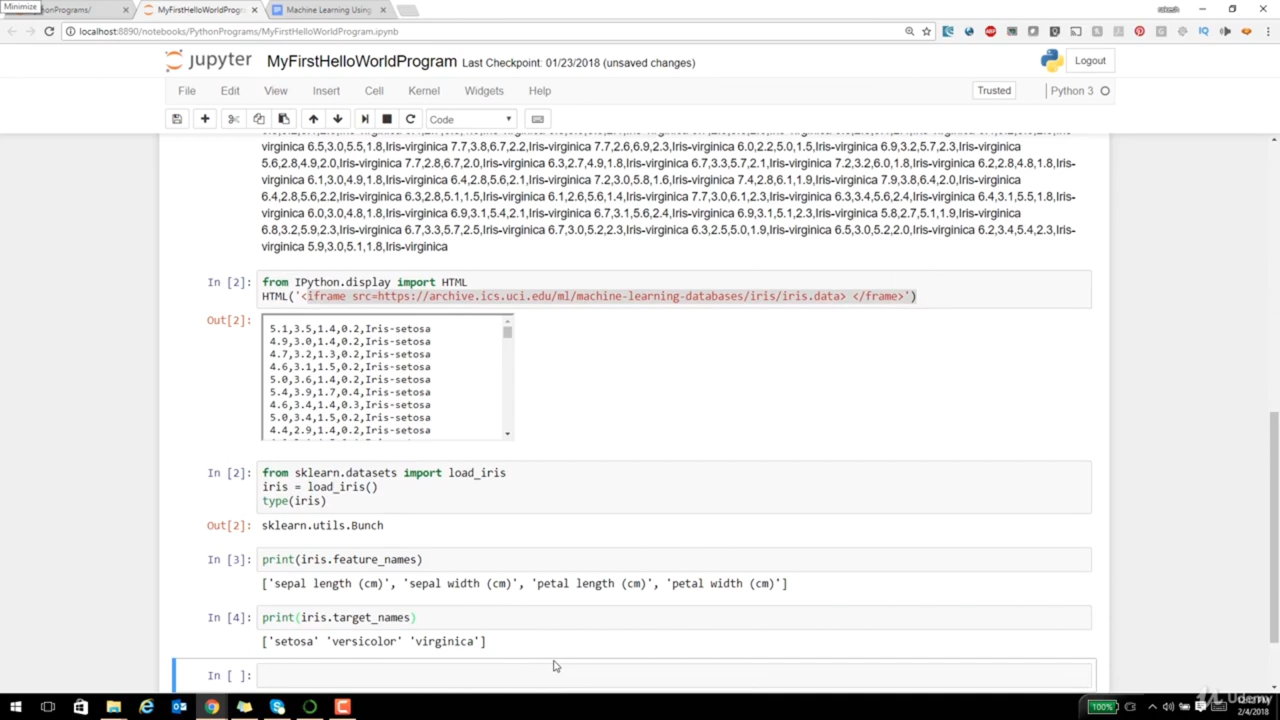 Minimize
onPrograms/
MyFirstHelloWorldProgr
Machine Learning Using
rakesh
localhost:8890/notebooks/PythonPrograms/MyFirstHelloWorldProgram.ipynb
jupyter MyFirstHelloWorldProgram Last Checkpoint: 01/23/2018 (unsaved changes)
Logout
File Edit View Insert Cell Kernel Widgets Help
Trusted
Python 3
Code
virginica 6.5,3.0,5.5,1.8,Iris-virginica 7.7,3.8,6.7,2.2,Iris-virginica 7.7,2.6,6.9,2.3,Iris-virginica 6.0,2.2,5.0,1.5,Iris-virginica 6.9,3.2,5.7,2.3,Iris-virginica
5.6,2.8,4.9,2.0,Iris-virginica 7.7,2.8,6.7,2.0,Iris-virginica 6.3,2.7,4.9,1.8,Iris-virginica 6.7,3.3,5.7,2.1,Iris-virginica 7.2,3.2,6.0,1.8,Iris-virginica 6.2,2.8,4.8,1.8,Iris-
virginica 6.1,3.0,4.9,1.8,Iris-virginica 6.4,2.8,5.6,2.1,Iris-virginica 7.2,3.0,5.8,1.6,Iris-virginica 7.4,2.8,6.1,1.9,Iris-virginica 7.9,3.8,6.4,2.0,Iris-virginica
6.4,2.8,5.6,2.2,Iris-virginica 6.3,2.8,5.1,1.5,Iris-virginica 6.1,2.6,5.6,1.4,Iris-virginica 7.7,3.0,6.1,2.3,Iris-virginica 6.3,3.4,5.6,2.4,Iris-virginica 6.4,3.1,5.5,1.8,Iris-
virginica 6.0,3.0,4.8,1.8,Iris-virginica 6.9,3.1,5.4,2.1,Iris-virginica 6.7,3.1,5.6,2.4,Iris-virginica 6.9,3.1,5.1,2.3,Iris-virginica 5.8,2.7,5.1,1.9,Iris-virginica
6.8,3.2,5.9,2.3,Iris-virginica 6.7,3.3,5.7,2.5,Iris-virginica 6.7,3.0,5.2,2.3,Iris-virginica 6.3,2.5,5.0,1.9,Iris-virginica 6.5,3.0,5.2,2.0,Iris-virginica 6.2,3.4,5.4,2.3,Iris-
virginica 5.9,3.0,5.1,1.8,Iris-virginica
In [2]: from IPython.display import HTML
HTML('<iframe src=https://archive.ics.uci.edu/ml/machine-learning-databases/iris/iris.data> </frame>')
Out[2]:
5.1,3.5,1.4,0.2,Iris-setosa
4.9,3.0,1.4,0.2,Iris-setosa
4.7,3.2,1.3,0.2,Iris-setosa
4.6,3.1,1.5,0.2,Iris-setosa
5.0,3.6,1.4,0.2,Iris-setosa
5.4,3.9,1.7,0.4,Iris-setosa
4.6,3.4,1.4,0.3,Iris-setosa
5.0,3.4,1.5,0.2,Iris-setosa
4.4,2.9,1.4,0.2,Iris-setosa
In [2]: from sklearn.datasets import load_iris
iris = load_iris()
type(iris)
Out[2]: sklearn.utils.Bunch
In [3]: print(iris.feature_names)
['sepal length (cm)', 'sepal width (cm)', 'petal length (cm)', 'petal width (cm)']
In [4]: print(iris.target_names)
['setosa' 'versicolor' 'virginica']
In [ ]:
100%
Udemy
2/4/2018